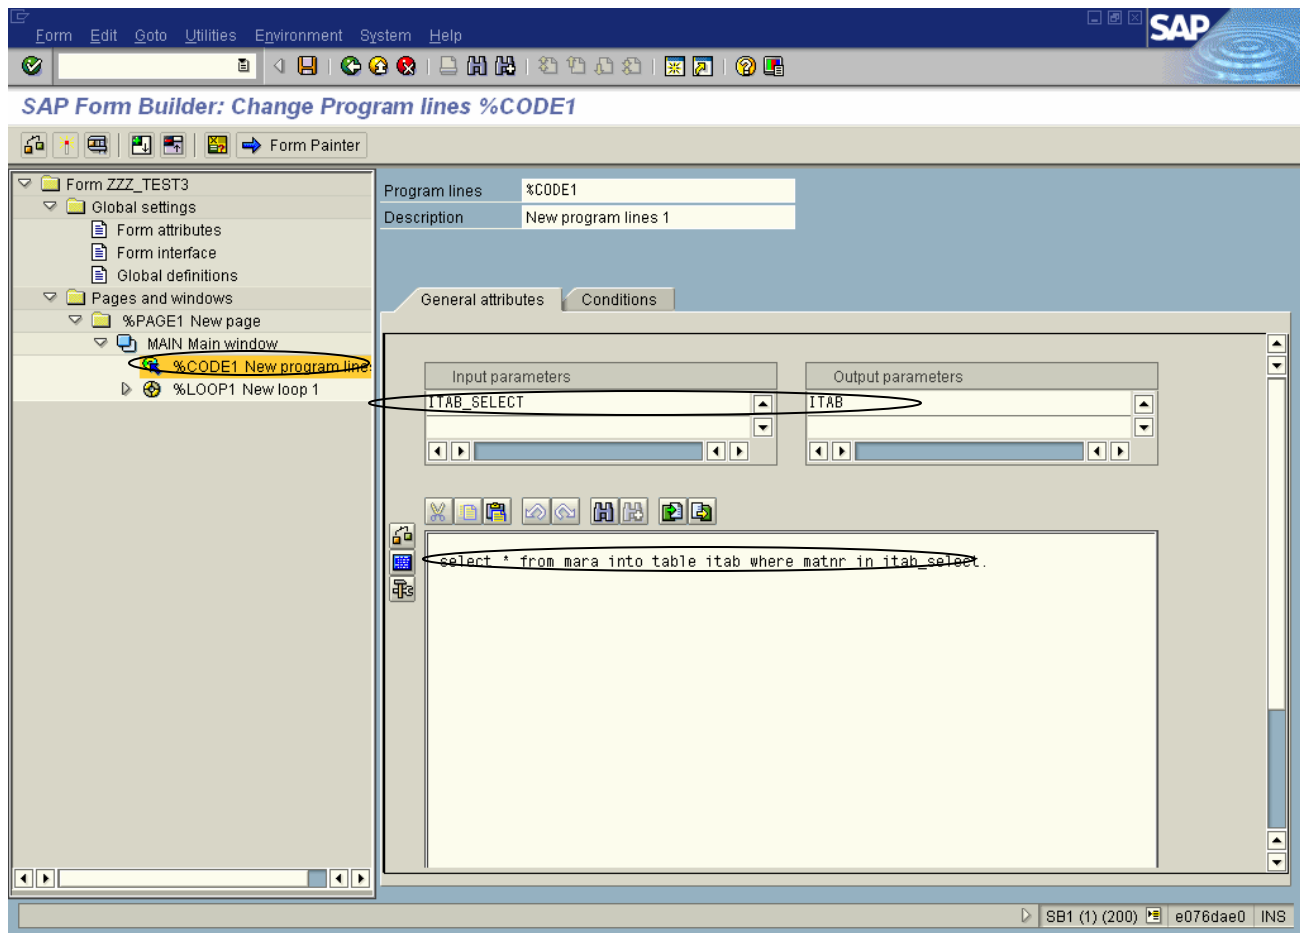 Form Edit Goto Utilities Environment System Help
SAP
SAP Form Builder: Change Program lines %CODE1
Form Painter
Form ZZZ_TEST3
Global settings
Form attributes
Form interface
Global definitions
Pages and windows
%PAGE1 New page
MAIN Main window
%CODE1 New program line
%LOOP1 New loop 1
Program lines %CODE1
Description New program lines 1
General attributes Conditions
Input parameters Output parameters
ITAB_SELECT ITAB
select * from mara into table itab where matnr in itab_select.
SB1 (1) (200) e076dae0 INS